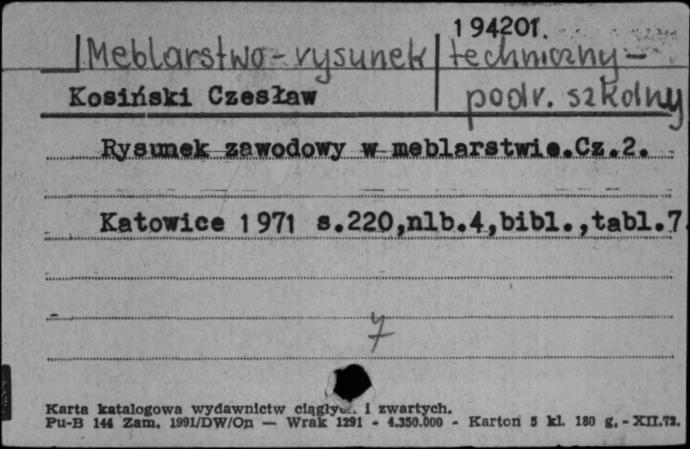 194201.
Meblarstwo - rysunek techniczny -
Kosiński Czesław podr. szkolny
Rysunek zawodowy w meblarstwie.Cz.2.
Katowice 1971 s.220,nlb.4,bibl.,tabl.7.
7
Karta katalogowa wydawnictw ciągłych i zwartych.
Pu-B 144 Zam. 1991/DW/On — Wrak 1291 - 4.350.000 - Karton 5 kl. 180 g. - XII.72.